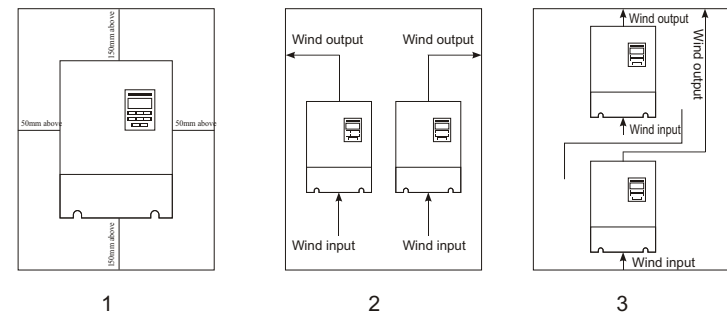 150mm above
50mm above
50mm above
150mm above
1
Wind output
Wind output
Wind input
Wind input
2
Wind output
Wind output
Wind input
Wind input
3